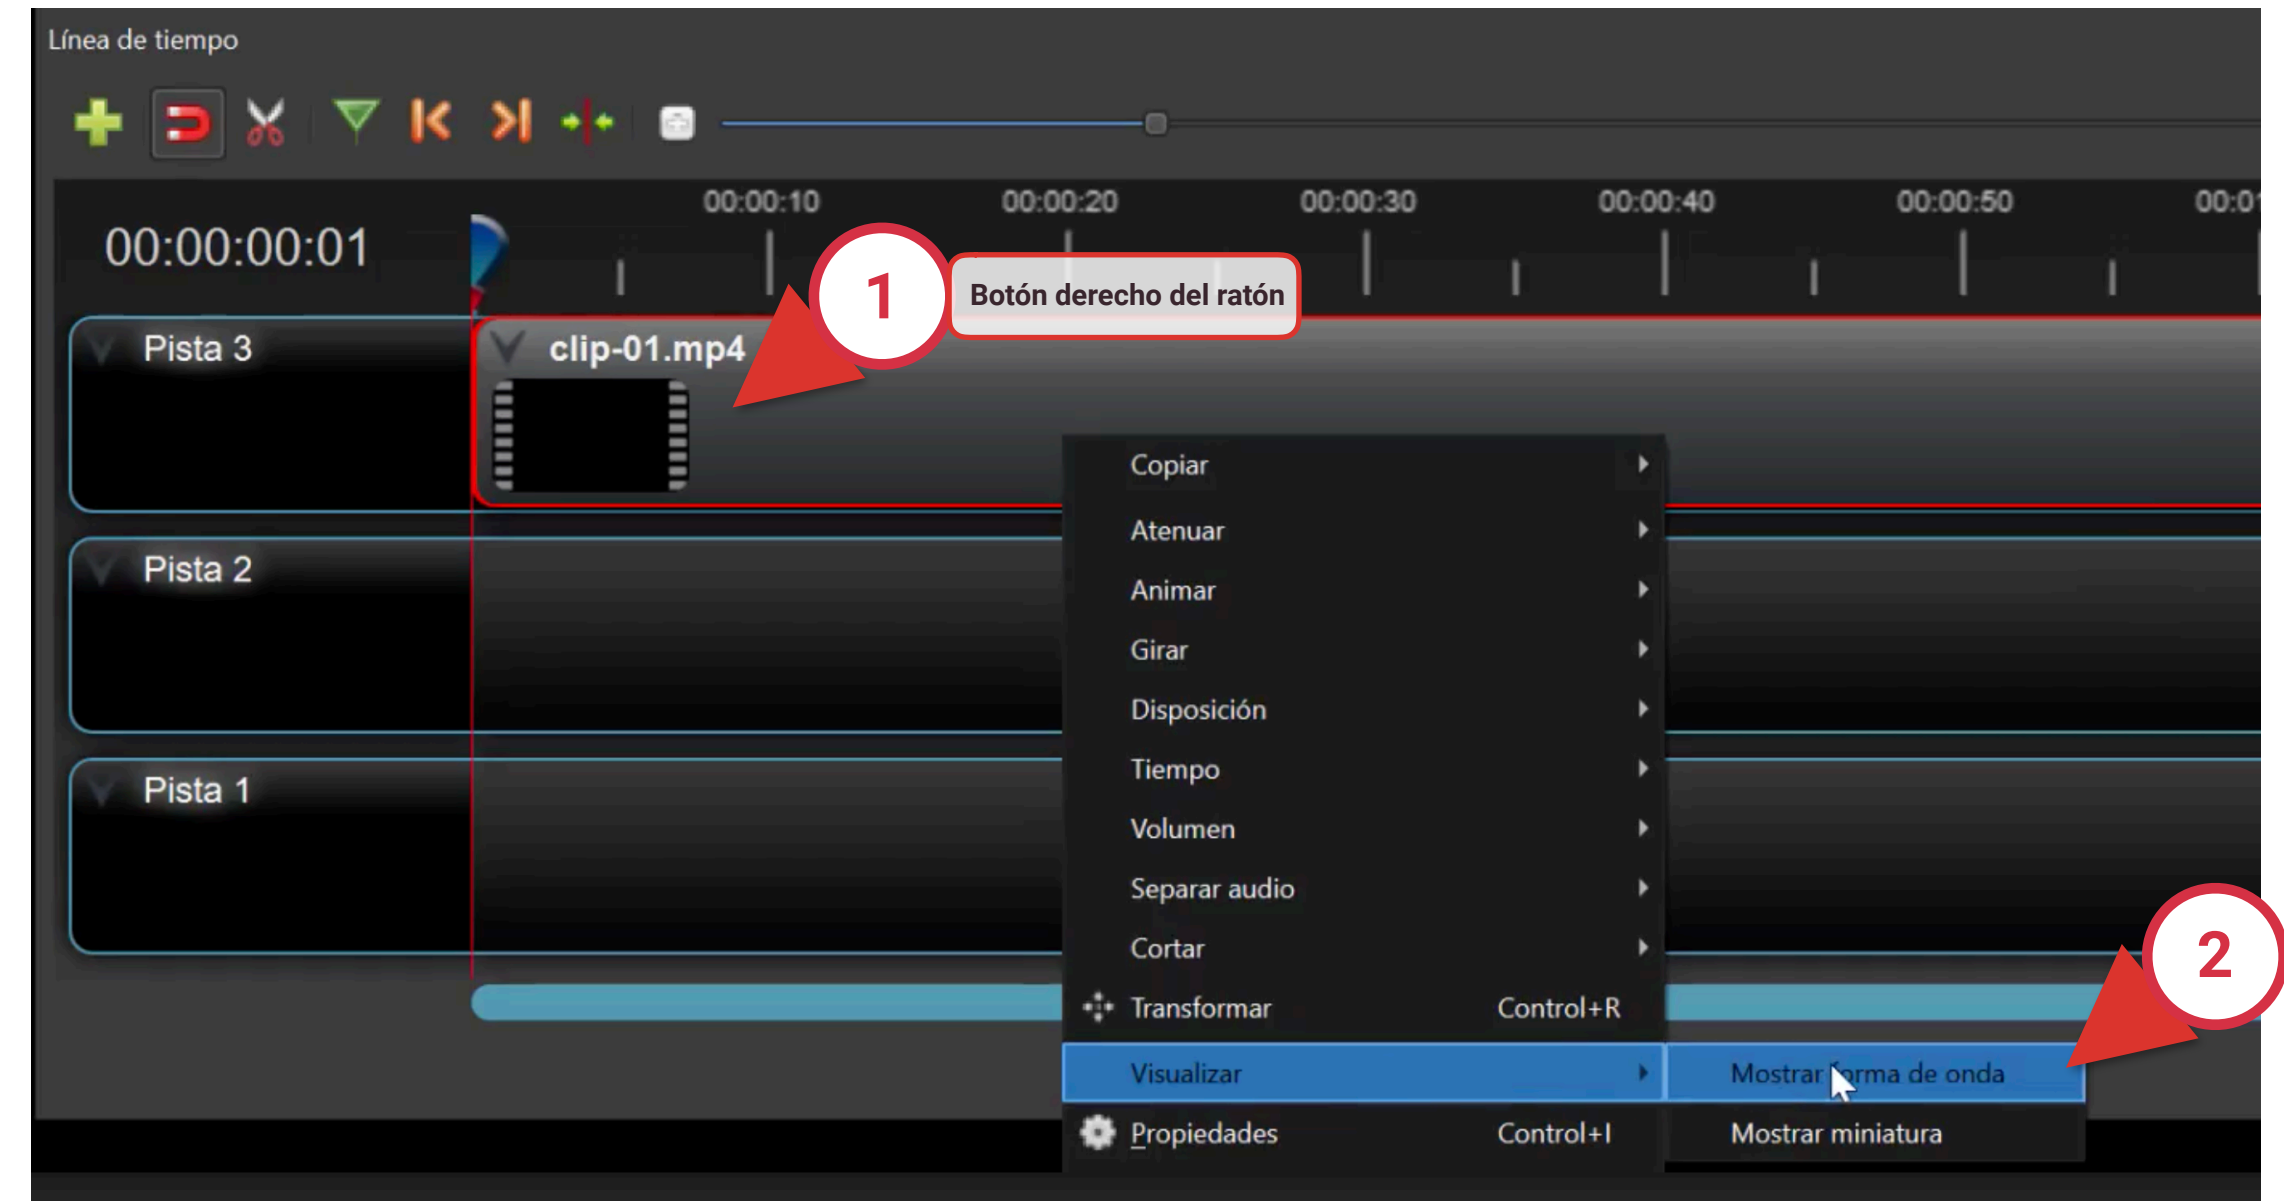 Línea de tiempo
00:00:10 00:00:20 00:00:30 00:00:40 00:00:50 00:01
00:00:00:01
1
Botón derecho del ratón
Pista 3
clip-01.mp4
Copiar
Atenuar
Pista 2
Animar
Girar
Disposición
Tiempo
Pista 1
Volumen
Separar audio
Cortar
2
Transformar Control+R
Visualizar
Mostrar forma de onda
Propiedades Control+I
Mostrar miniatura